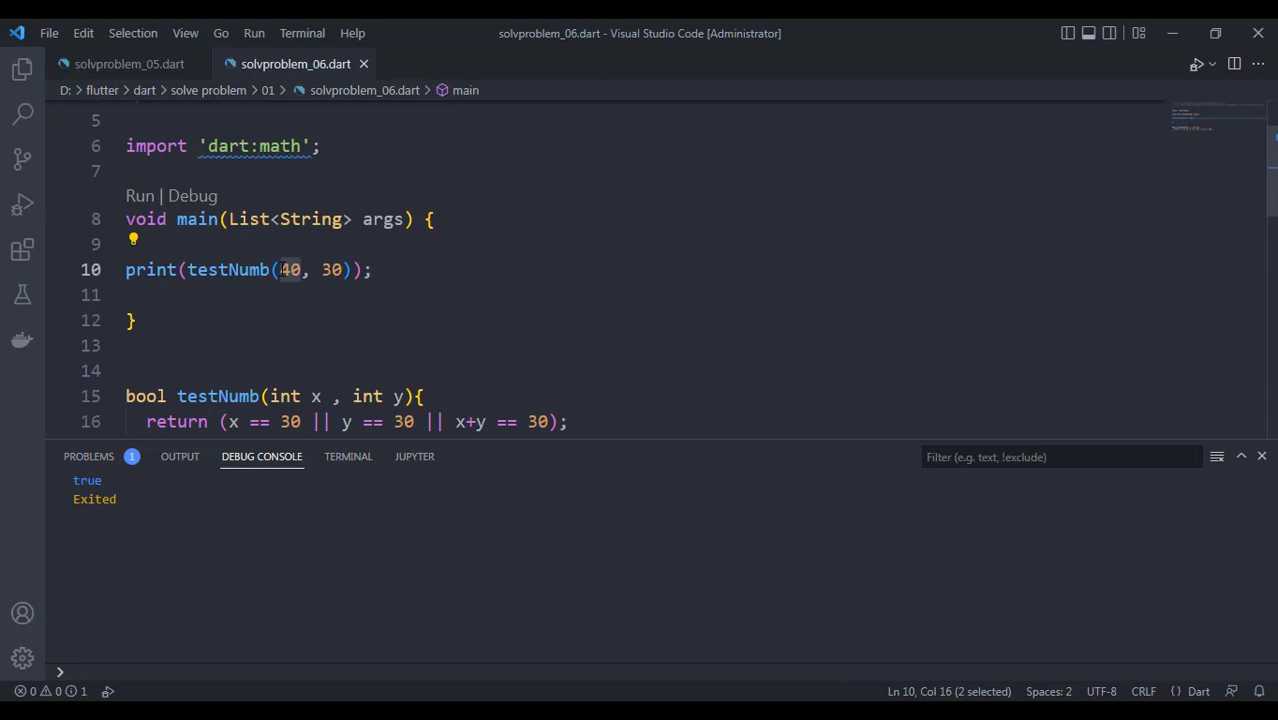 File Edit Selection View Go Run Terminal Help solvproblem_06.dart - Visual Studio Code [Administrator]
solvproblem_05.dart solvproblem_06.dart
D: > flutter > dart > solve problem > 01 > solvproblem_06.dart > main
5
6 import 'dart:math';
7
Run | Debug
8 void main(List<String> args) {
9
10 print(testNumb(40, 30));
11
12 }
13
14
15 bool testNumb(int x , int y){
16 return (x == 30 || y == 30 || x+y == 30);
PROBLEMS 1 OUTPUT DEBUG CONSOLE TERMINAL JUPYTER Filter (e.g. text, !exclude)
true
Exited
>
0 0 1 Ln 10, Col 16 (2 selected) Spaces: 2 UTF-8 CRLF { } Dart